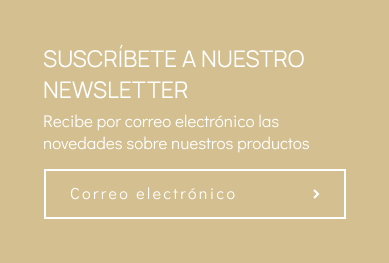 SUSCRÍBETE A NUESTRO
NEWSLETTER
Recibe por correo electrónico las
novedades sobre nuestros productos
Correo electrónico